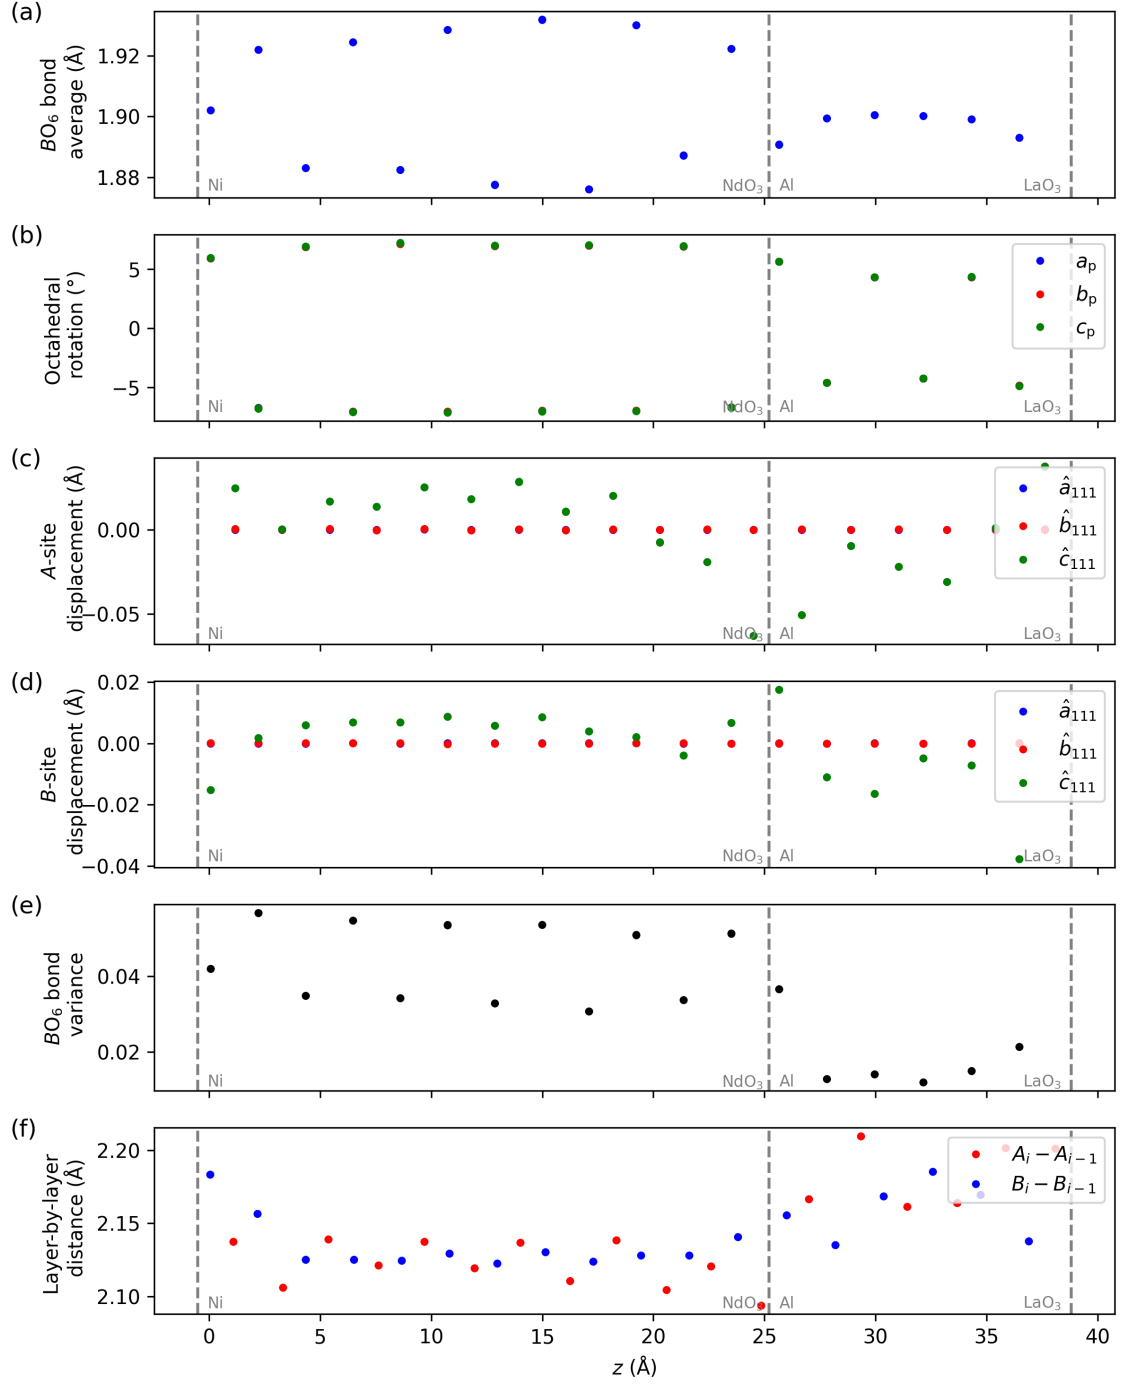 (a)
BO₆ bond
average (Å)
1.92
1.90
1.88
Ni
NdO₃
Al
LaO₃
(b)
Octahedral
rotation (°)
5
0
−5
Ni
NdO₃
Al
LaO₃
aₚ
bₚ
cₚ
(c)
A-site
displacement (Å)
0.00
−0.05
Ni
NdO₃
Al
LaO₃
â₁₁₁
b̂₁₁₁
ĉ₁₁₁
(d)
B-site
displacement (Å)
0.02
0.00
−0.02
−0.04
Ni
NdO₃
Al
LaO₃
â₁₁₁
b̂₁₁₁
ĉ₁₁₁
(e)
BO₆ bond
variance
0.04
0.02
Ni
NdO₃
Al
LaO₃
(f)
Layer-by-layer
distance (Å)
2.20
2.15
2.10
Ni
NdO₃
Al
LaO₃
Aᵢ − Aᵢ₋₁
Bᵢ − Bᵢ₋₁
0 5 10 15 20 25 30 35 40
z (Å)